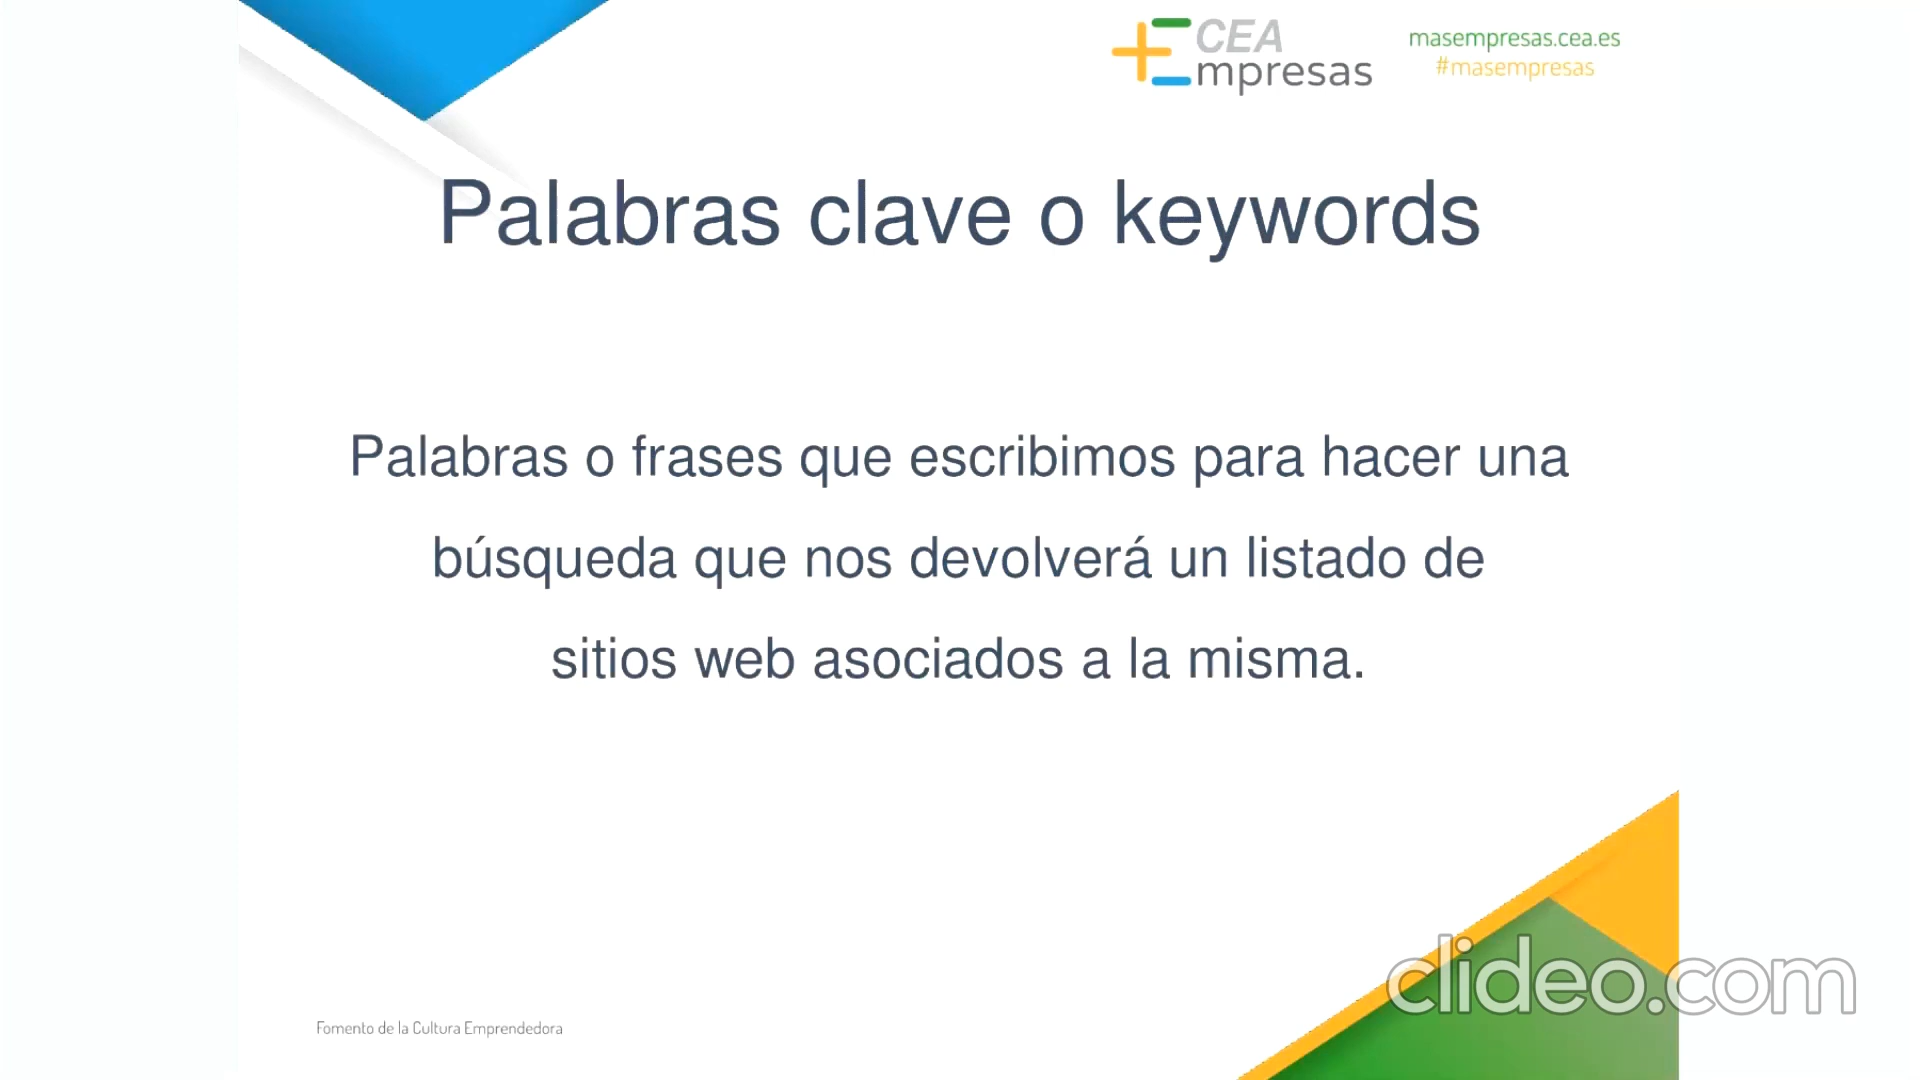 CEA
Empresas
masempresas.cea.es
#masempresas
Palabras clave o keywords
Palabras o frases que escribimos para hacer una
búsqueda que nos devolverá un listado de
sitios web asociados a la misma.
clideo.com
Fomento de la Cultura Emprendedora